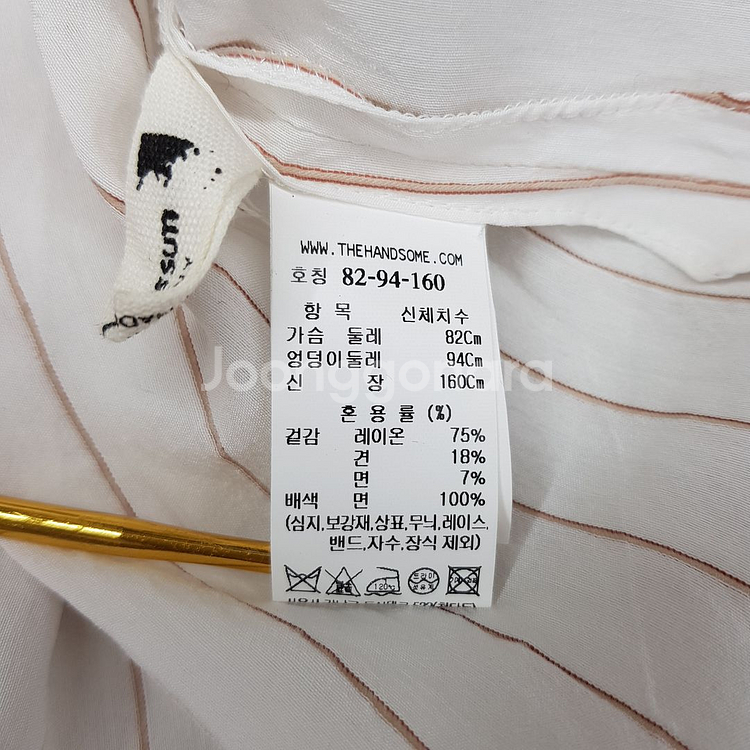 WWW.THEHANDSOME.COM
호칭 82-94-160
항 목 신체치수
가슴 둘레 82Cm
엉덩이둘레 94Cm
신 장 160Cm
Joonggonara
혼 용 률 (%)
겉감 레이온 75%
견 18%
면 7%
배색 면 100%
(심지,보강재,상표,무늬,레이스,
밴드,자수,장식 제외)
120℃